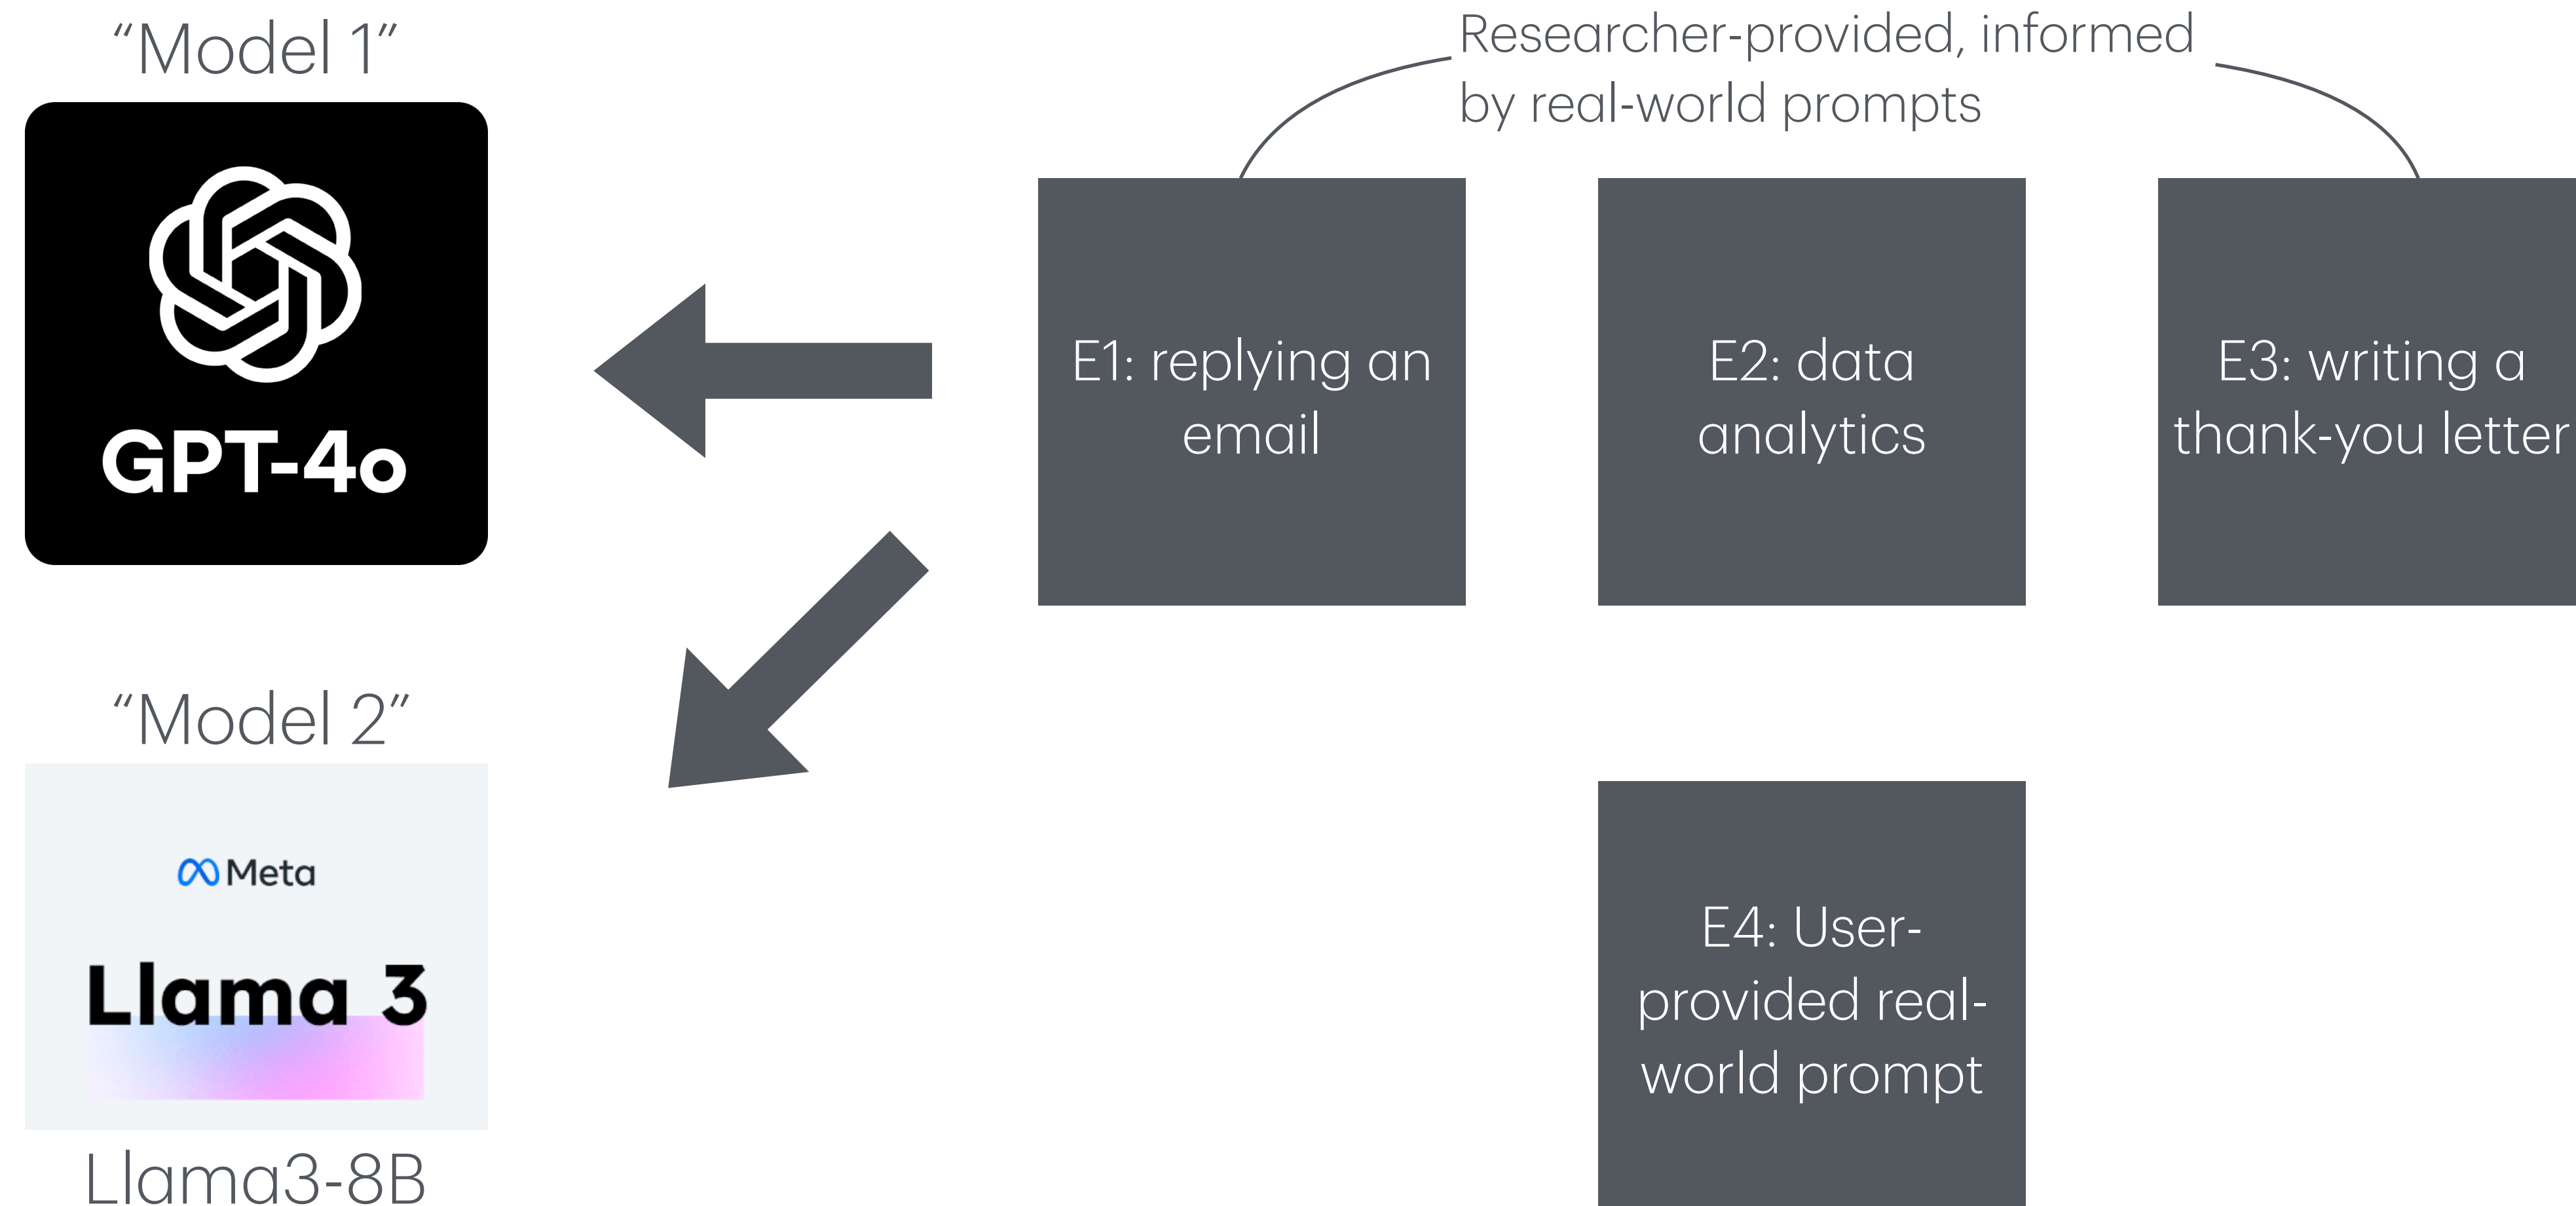 “Model 1”
GPT-4o
“Model 2”
Meta
Llama 3
Llama3-8B
Researcher-provided, informed
by real-world prompts
E1: replying an
email
E2: data
analytics
E3: writing a
thank-you letter
E4: User-
provided real-
world prompt